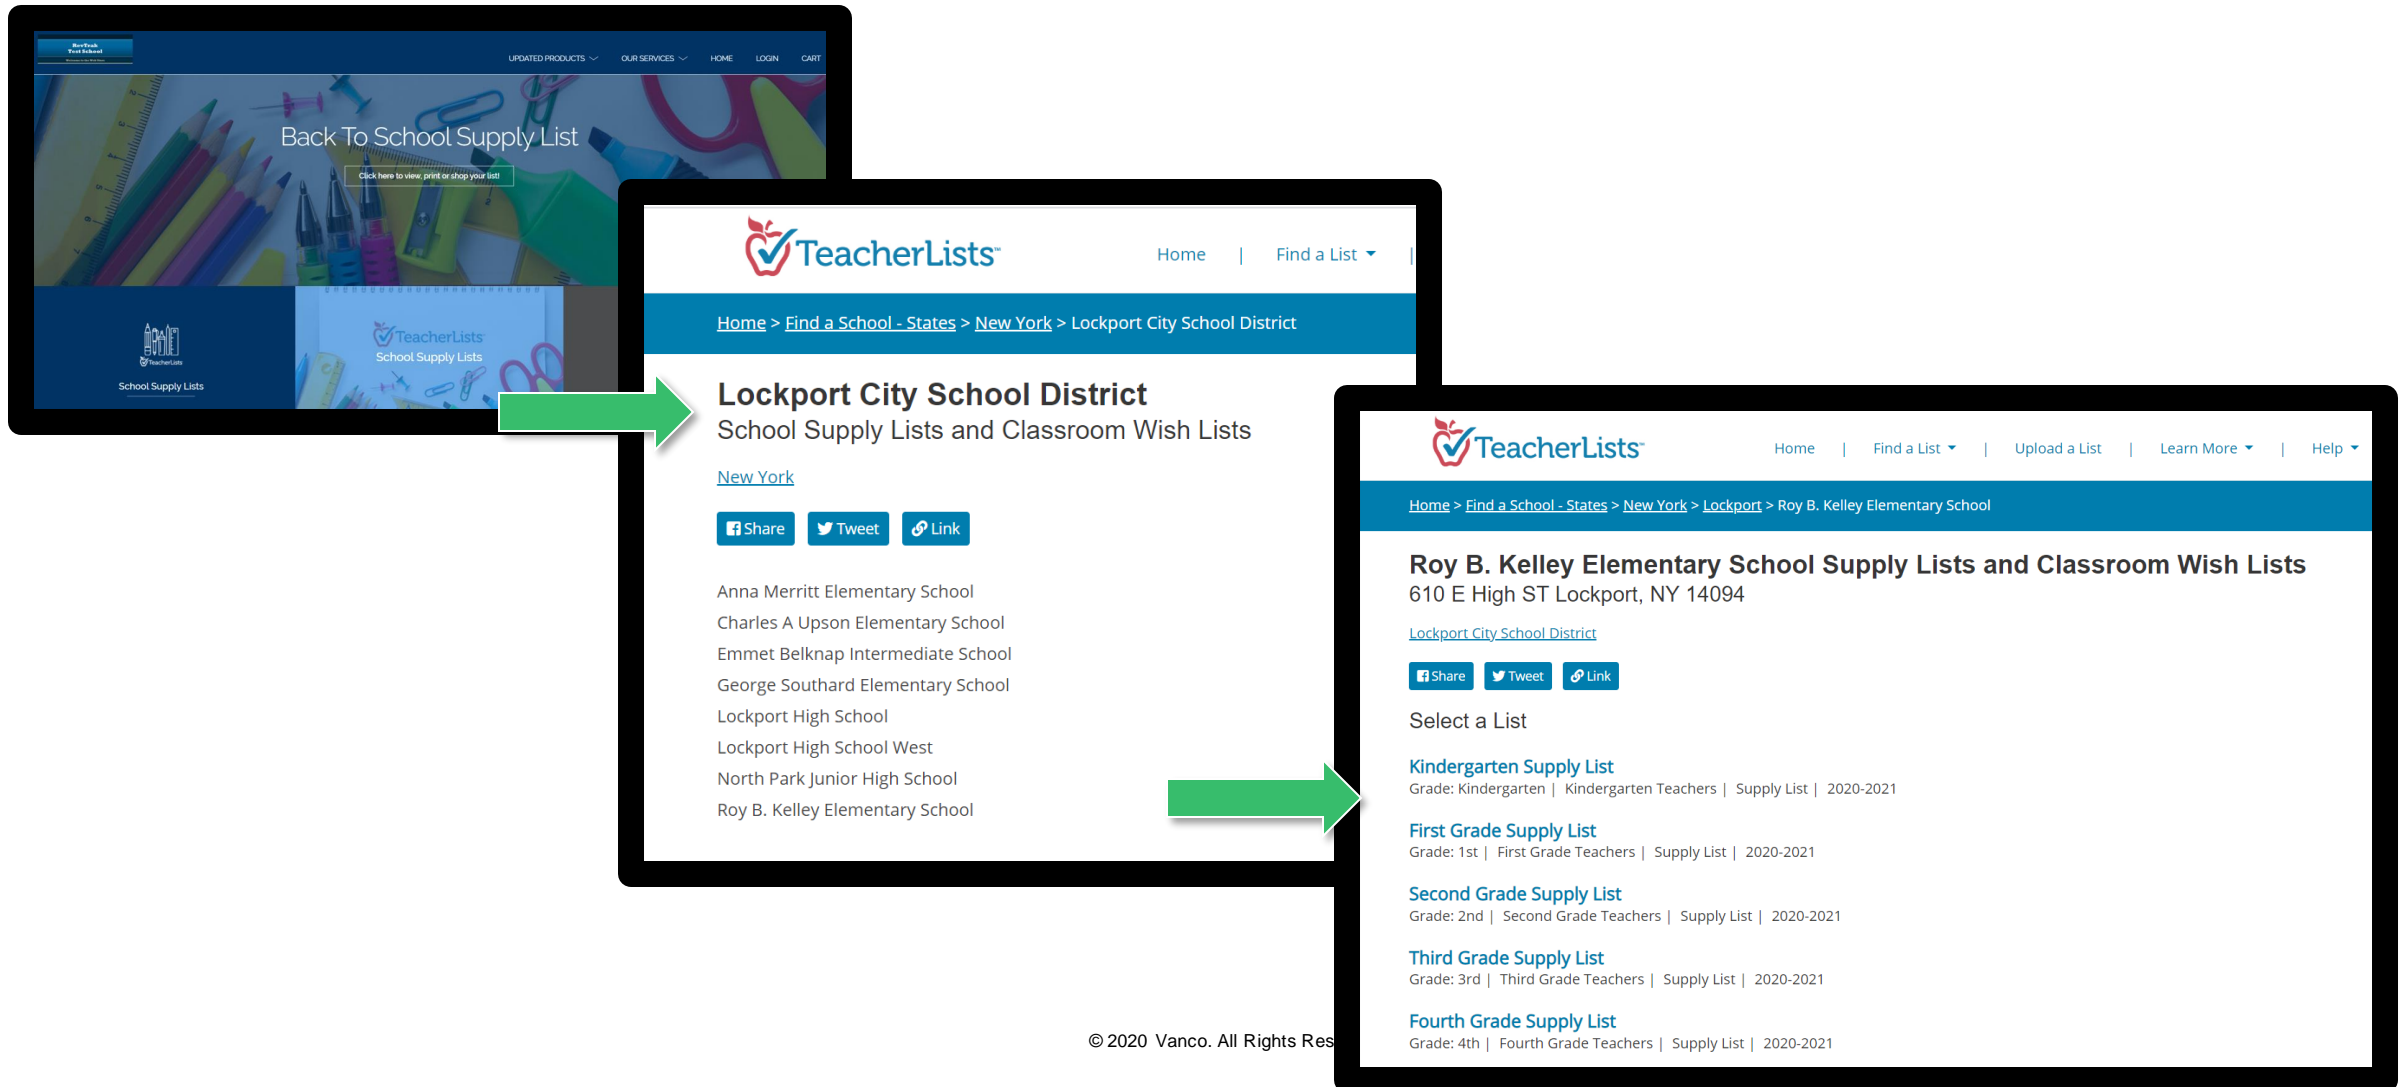 RevTrak
Test School
Welcome to the Web Store
UPDATED PRODUCTS
OUR SERVICES
HOME
LOGIN
CART
Back To School Supply List
Click here to view, print or shop your list!
TeacherLists
School Supply Lists
TeacherLists
School Supply Lists
TeacherLists™
Home | Find a List |
Home > Find a School - States > New York > Lockport City School District
Lockport City School District
School Supply Lists and Classroom Wish Lists
New York
Share Tweet Link
Anna Merritt Elementary School
Charles A Upson Elementary School
Emmet Belknap Intermediate School
George Southard Elementary School
Lockport High School
Lockport High School West
North Park Junior High School
Roy B. Kelley Elementary School
TeacherLists™
Home | Find a List | Upload a List | Learn More | Help
Home > Find a School - States > New York > Lockport > Roy B. Kelley Elementary School
Roy B. Kelley Elementary School Supply Lists and Classroom Wish Lists
610 E High ST Lockport, NY 14094
Lockport City School District
Share Tweet Link
Select a List
Kindergarten Supply List
Grade: Kindergarten | Kindergarten Teachers | Supply List | 2020-2021
First Grade Supply List
Grade: 1st | First Grade Teachers | Supply List | 2020-2021
Second Grade Supply List
Grade: 2nd | Second Grade Teachers | Supply List | 2020-2021
Third Grade Supply List
Grade: 3rd | Third Grade Teachers | Supply List | 2020-2021
Fourth Grade Supply List
Grade: 4th | Fourth Grade Teachers | Supply List | 2020-2021
© 2020 Vanco. All Rights Res